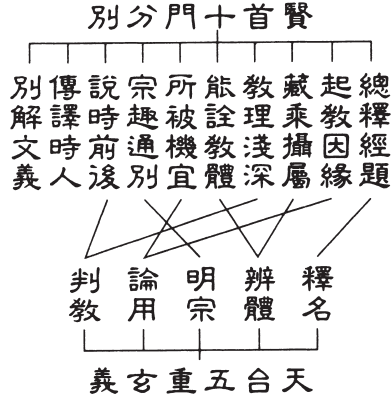 賢首十門分別
總釋經題
起教因緣
藏乘攝屬
教理淺深
能詮教體
所被機宜
宗趣通別
說時前後
傳譯時人
別解文義
釋名
辨體
明宗
論用
判教
天台五重玄義